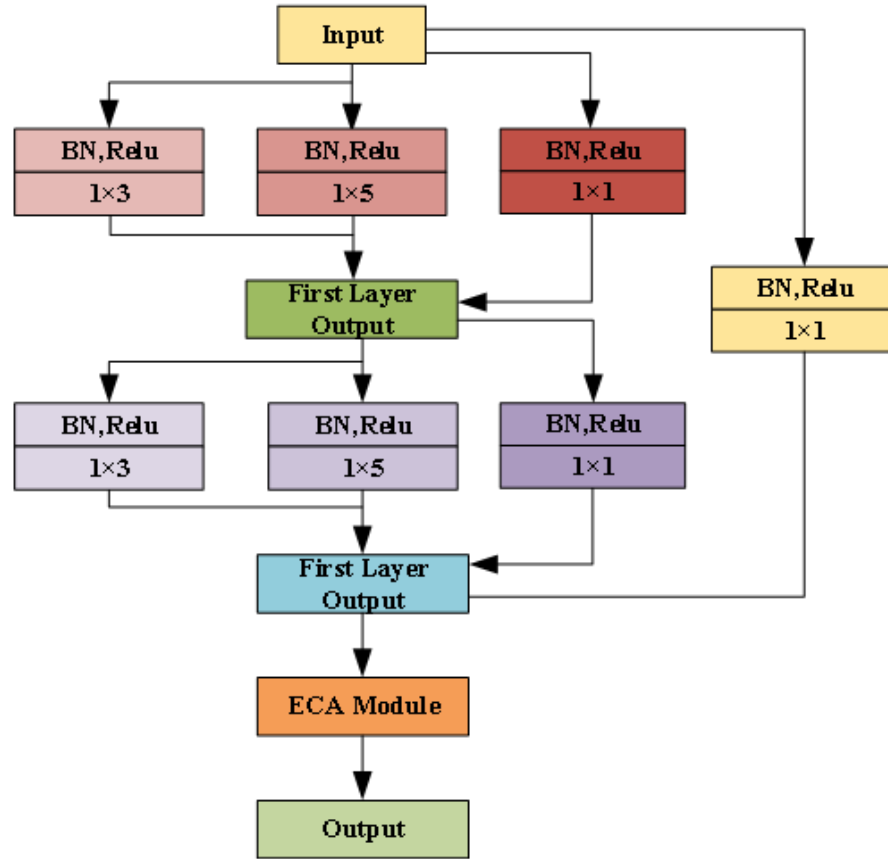 Input
BN,Relu
1×3
BN,Relu
1×5
BN,Relu
1×1
BN,Relu
1×1
First Layer
Output
BN,Relu
1×3
BN,Relu
1×5
BN,Relu
1×1
First Layer
Output
ECA Module
Output